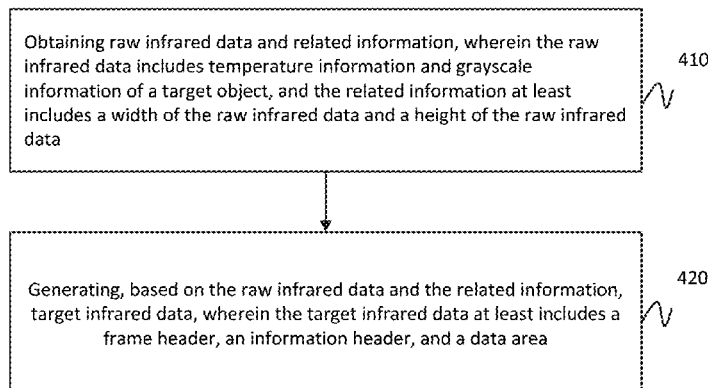 Obtaining raw infrared data and related information, wherein the raw
infrared data includes temperature information and grayscale
information of a target object, and the related information at least
includes a width of the raw infrared data and a height of the raw infrared
data
410
Generating, based on the raw infrared data and the related information,
target infrared data, wherein the target infrared data at least includes a
frame header, an information header, and a data area
420